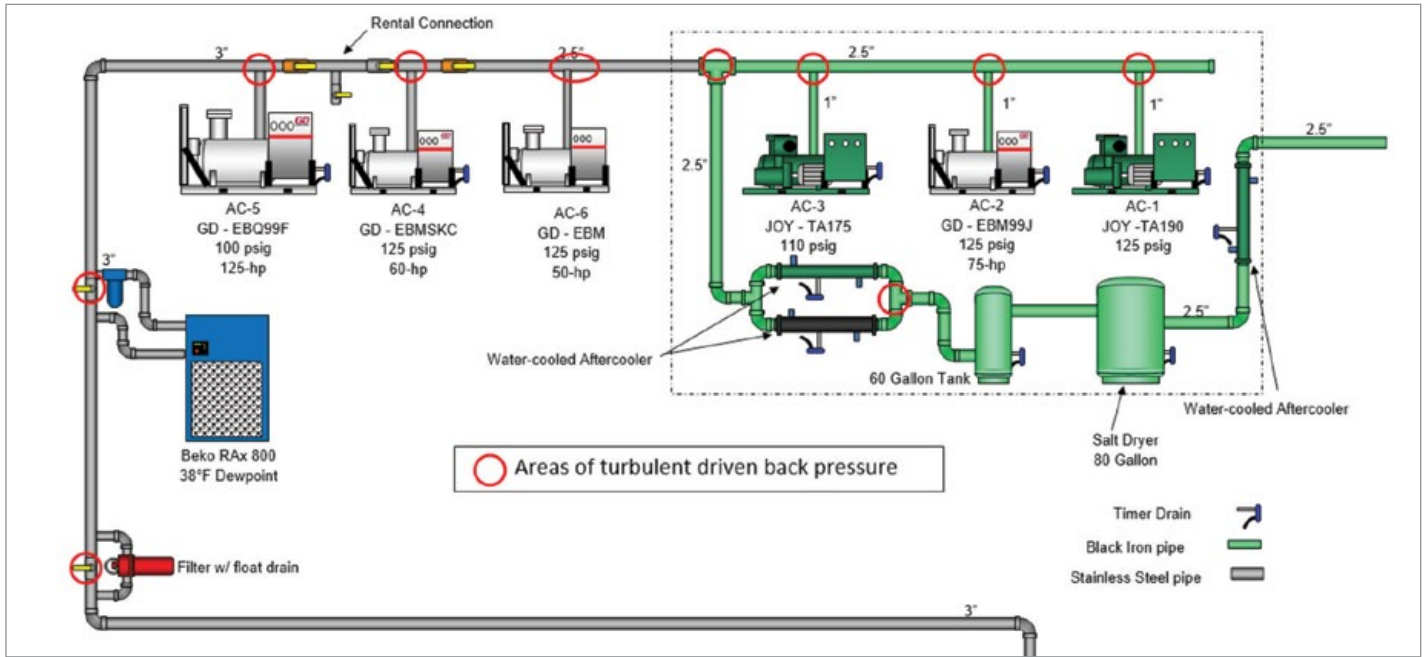 Rental Connection
3"
2.5"
2.5"
1"
1"
1"
2.5"
2.5"
GD
AC-5
GD - EBQ99F
100 psig
125-hp
AC-4
GD - EBMSKC
125 psig
60-hp
AC-6
GD - EBM
125 psig
50-hp
AC-3
JOY - TA175
110 psig
AC-2
GD - EBM99J
125 psig
75-hp
AC-1
JOY - TA190
125 psig
3"
2.5"
Water-cooled Aftercooler
60 Gallon Tank
Water-cooled Aftercooler
Salt Dryer
80 Gallon
Beko RAx 800
38°F Dewpoint
Areas of turbulent driven back pressure
Timer Drain
Black Iron pipe
Stainless Steel pipe
Filter w/ float drain
3"